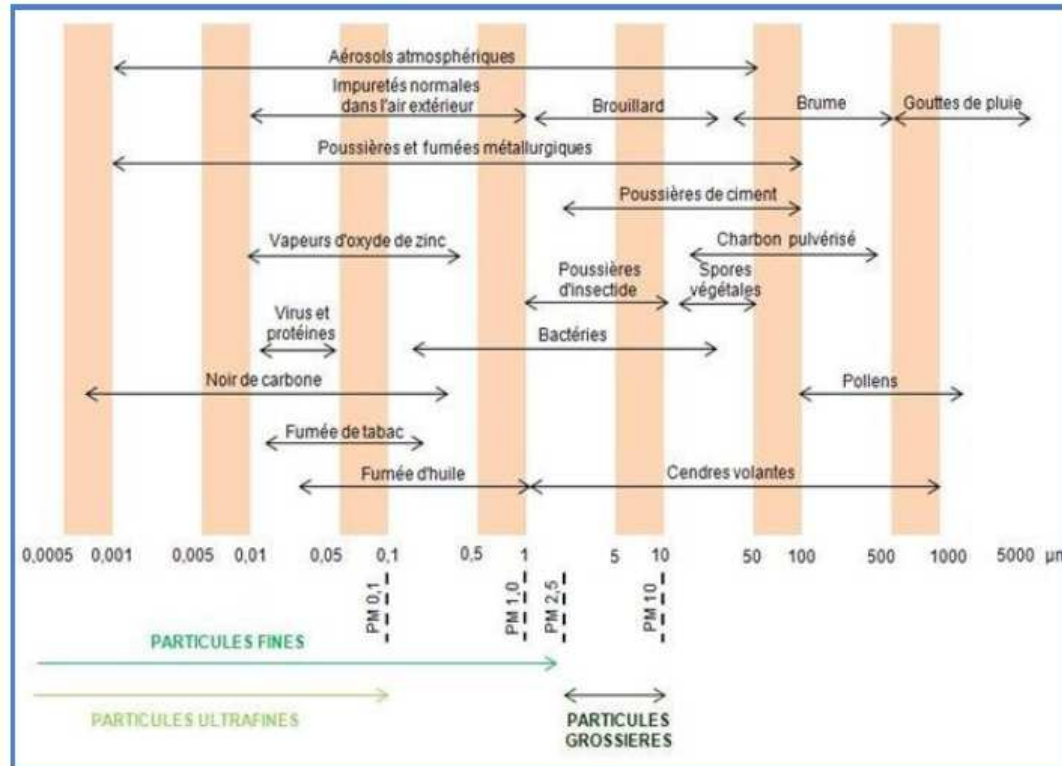 Aérosols atmosphériques
Impuretés normales
dans l'air extérieur
Brouillard
Brume
Gouttes de pluie
Poussières et fumées métallurgiques
Poussières de ciment
Vapeurs d'oxyde de zinc
Charbon pulvérisé
Poussières
d'insectide
Spores
végétales
Virus et
protéines
Bactéries
Noir de carbone
Pollens
Fumée de tabac
Fumée d'huile
Cendres volantes
0,0005 0,001 0,005 0,01 0,05 0,1 0,5 1 5 10 50 100 500 1000 5000 µm
PM 0,1
PM 1,0
PM 2,5
PM 10
PARTICULES FINES
PARTICULES ULTRAFINES
PARTICULES
GROSSIERES